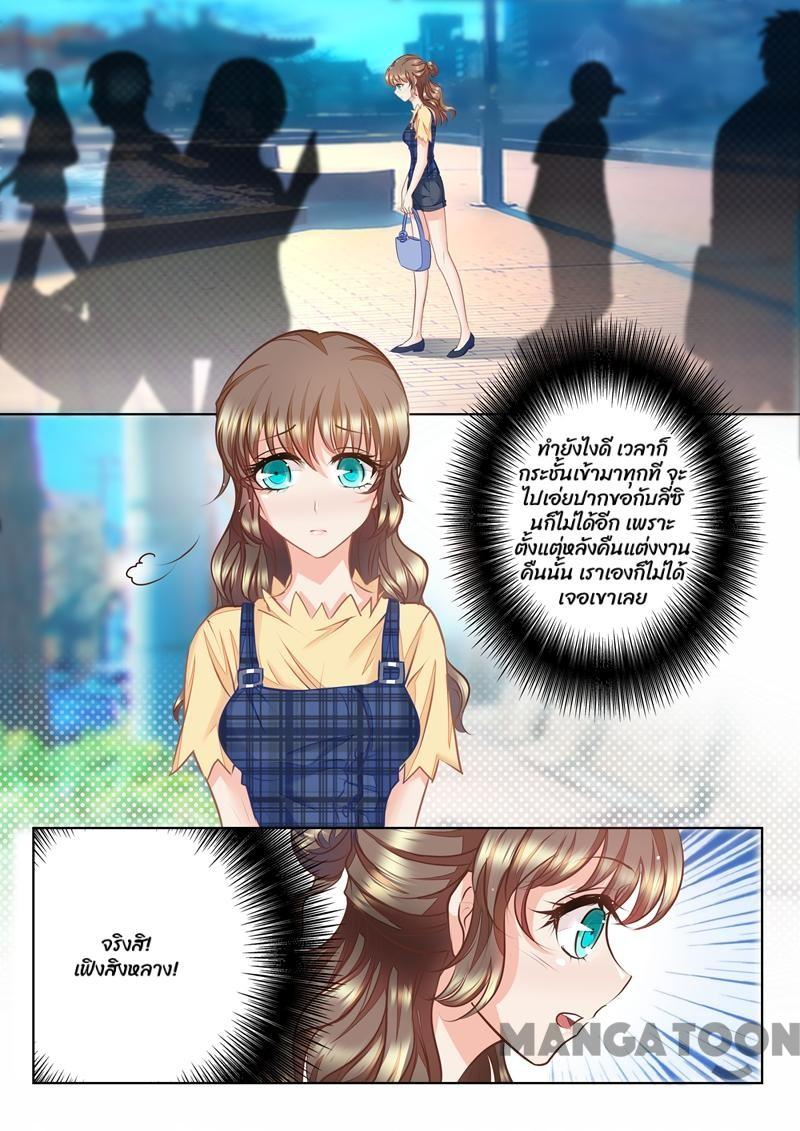 ทำยังไงดี เวลาก็
กระชั้นเข้ามาทุกที จะ
ไปเอ่ยปากขอกับลี่ซิ
นก็ไม่ได้อีก เพราะ
ตั้งแต่หลังคืนแต่งงาน
คืนนั้น เราเองก็ไม่ได้
เจอเขาเลย
จริงสิ!
เฟิงสิงหลาง!
MANGATOON